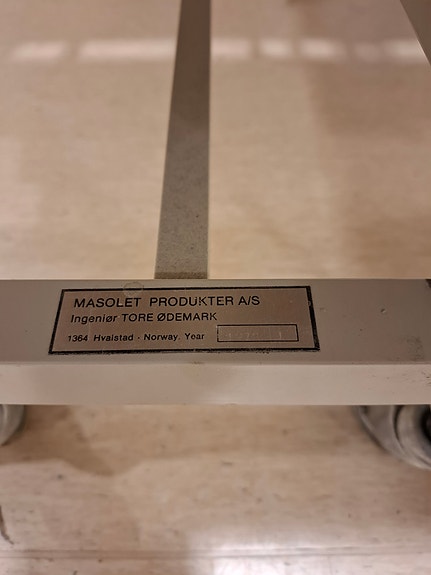 MASOLET PRODUKTER A/S
Ingeniør TORE ØDEMARK
1364 Hvalstad - Norway. Year